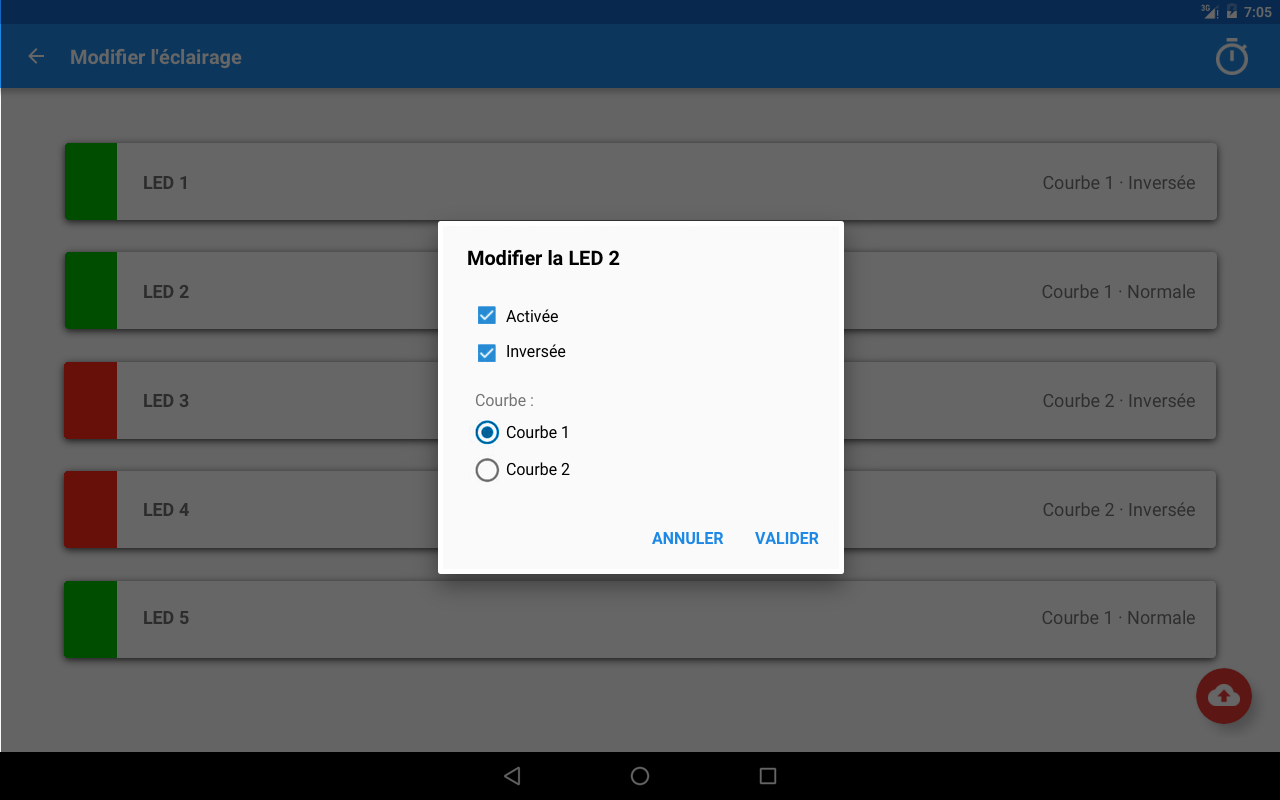 3G 7:05
Modifier l'éclairage
LED 1 Courbe 1 · Inversée
LED 2 Courbe 1 · Normale
LED 3 Courbe 2 · Inversée
LED 4 Courbe 2 · Inversée
LED 5 Courbe 1 · Normale
Modifier la LED 2
Activée
Inversée
Courbe :
Courbe 1
Courbe 2
ANNULER VALIDER